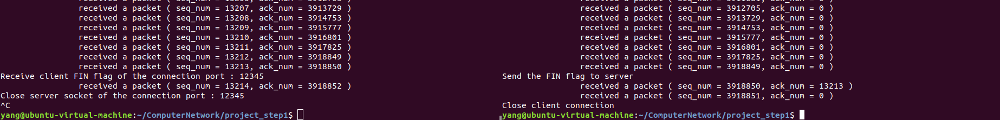 received a packet ( seq_num = 13207, ack_num = 3913729 )
received a packet ( seq_num = 13208, ack_num = 3914753 )
received a packet ( seq_num = 13209, ack_num = 3915777 )
received a packet ( seq_num = 13210, ack_num = 3916801 )
received a packet ( seq_num = 13211, ack_num = 3917825 )
received a packet ( seq_num = 13212, ack_num = 3918849 )
received a packet ( seq_num = 13213, ack_num = 3918850 )
Receive client FIN flag of the connection port : 12345
received a packet ( seq_num = 13214, ack_num = 3918852 )
Close server socket of the connection port : 12345
^C
yang@ubuntu-virtual-machine:~/ComputerNetwork/project_step1$
received a packet ( seq_num = 3912705, ack_num = 0 )
received a packet ( seq_num = 3913729, ack_num = 0 )
received a packet ( seq_num = 3914753, ack_num = 0 )
received a packet ( seq_num = 3915777, ack_num = 0 )
received a packet ( seq_num = 3916801, ack_num = 0 )
received a packet ( seq_num = 3917825, ack_num = 0 )
received a packet ( seq_num = 3918849, ack_num = 0 )
Send the FIN flag to server
received a packet ( seq_num = 3918850, ack_num = 13213 )
received a packet ( seq_num = 3918851, ack_num = 0 )
Close client connection
yang@ubuntu-virtual-machine:~/ComputerNetwork/project_step1$